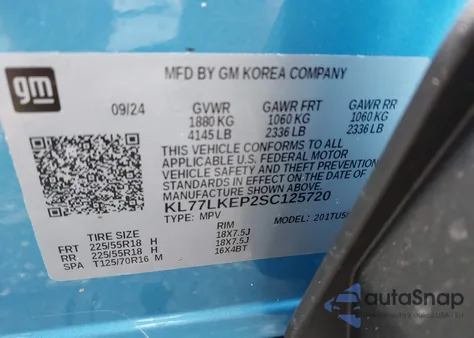 gm
MFD BY GM KOREA COMPANY
09/24 GVWR GAWR FRT GAWR RR
1880 KG 1060 KG 1060 KG
4145 LB 2336 LB 2336 LB
THIS VEHICLE CONFORMS TO ALL APPLICABLE
U.S. FEDERAL MOTOR
VEHICLE SAFETY AND THEFT PREVENTION
STANDARDS IN EFFECT ON THE DATE OF
MANUFACTURE SHOWN ABOVE.
KL77LKEP2SC125720
TYPE: MPV MODEL: 201TU5
TIRE SIZE RIM
FRT 225/55R18 H 18X7.5J
RR 225/55R18 H 18X7.5J
SPA T125/70R16 M 16X4BT
autoSnap